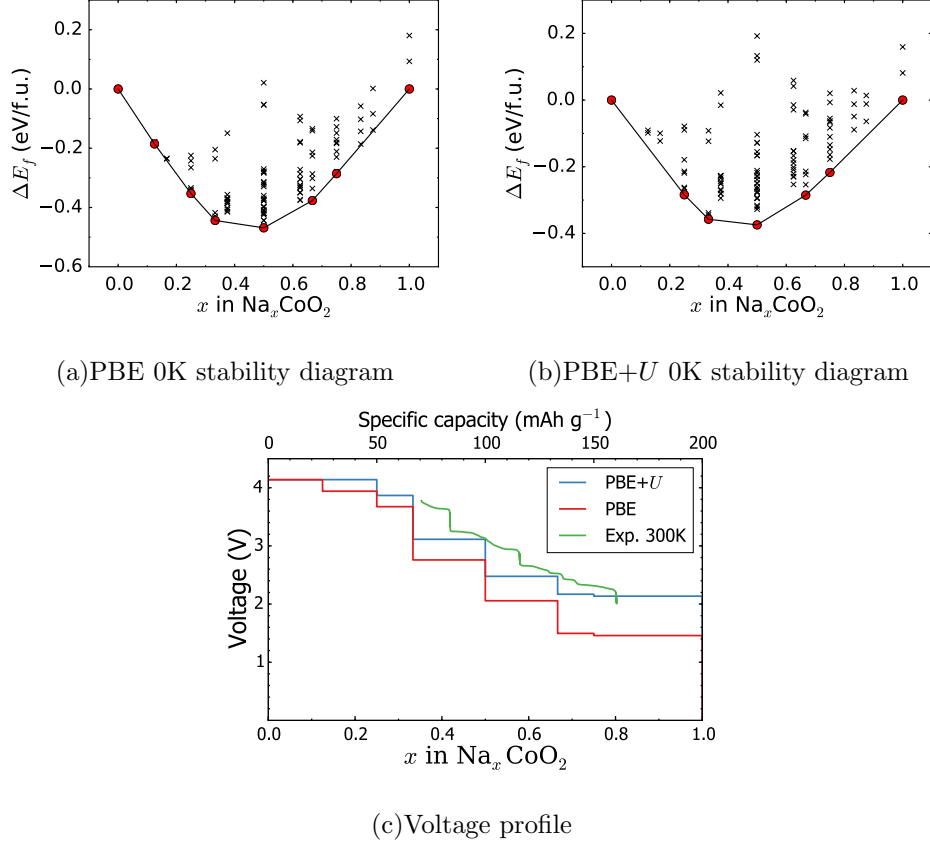 0.2
0.0
−0.2
−0.4
−0.6
ΔE_f (eV/f.u.)
0.0 0.2 0.4 0.6 0.8 1.0
x in Na_xCoO_2
0.2
0.0
−0.2
−0.4
ΔE_f (eV/f.u.)
0.0 0.2 0.4 0.6 0.8 1.0
x in Na_xCoO_2
(a)PBE 0K stability diagram
(b)PBE+U 0K stability diagram
Specific capacity (mAh g^{−1})
0 50 100 150 200
4
3
2
1
Voltage (V)
PBE+U
PBE
Exp. 300K
0.0 0.2 0.4 0.6 0.8 1.0
x in Na_x CoO_2
(c)Voltage profile